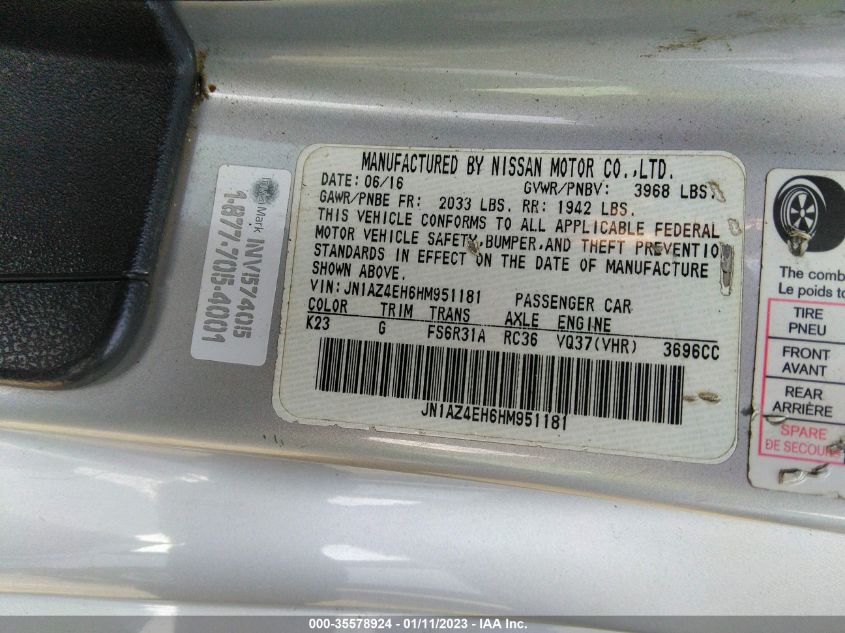 MANUFACTURED BY NISSAN MOTOR CO.,LTD.
DATE: 06/16 GVWR/PNBV: 3968 LBS.
GAWR/PNBE FR: 2033 LBS. RR: 1942 LBS.
THIS VEHICLE CONFORMS TO ALL APPLICABLE FEDERAL
MOTOR VEHICLE SAFETY,BUMPER,AND THEFT PREVENTIO
STANDARDS IN EFFECT ON THE DATE OF MANUFACTURE
SHOWN ABOVE.
VIN:JN1AZ4EH6HM951181 PASSENGER CAR
COLOR TRIM TRANS AXLE ENGINE
K23 G FS6R31A RC36 VQ37(VHR) 3696CC
JN1AZ4EH6HM951181
INV1574015
1-877-7015-4001
The comb
Le poids to
TIRE
PNEU
FRONT
AVANT
REAR
ARRIÈRE
SPARE
DE SECOURS
000-35578924 — 01/11/2023 — IAA Inc.